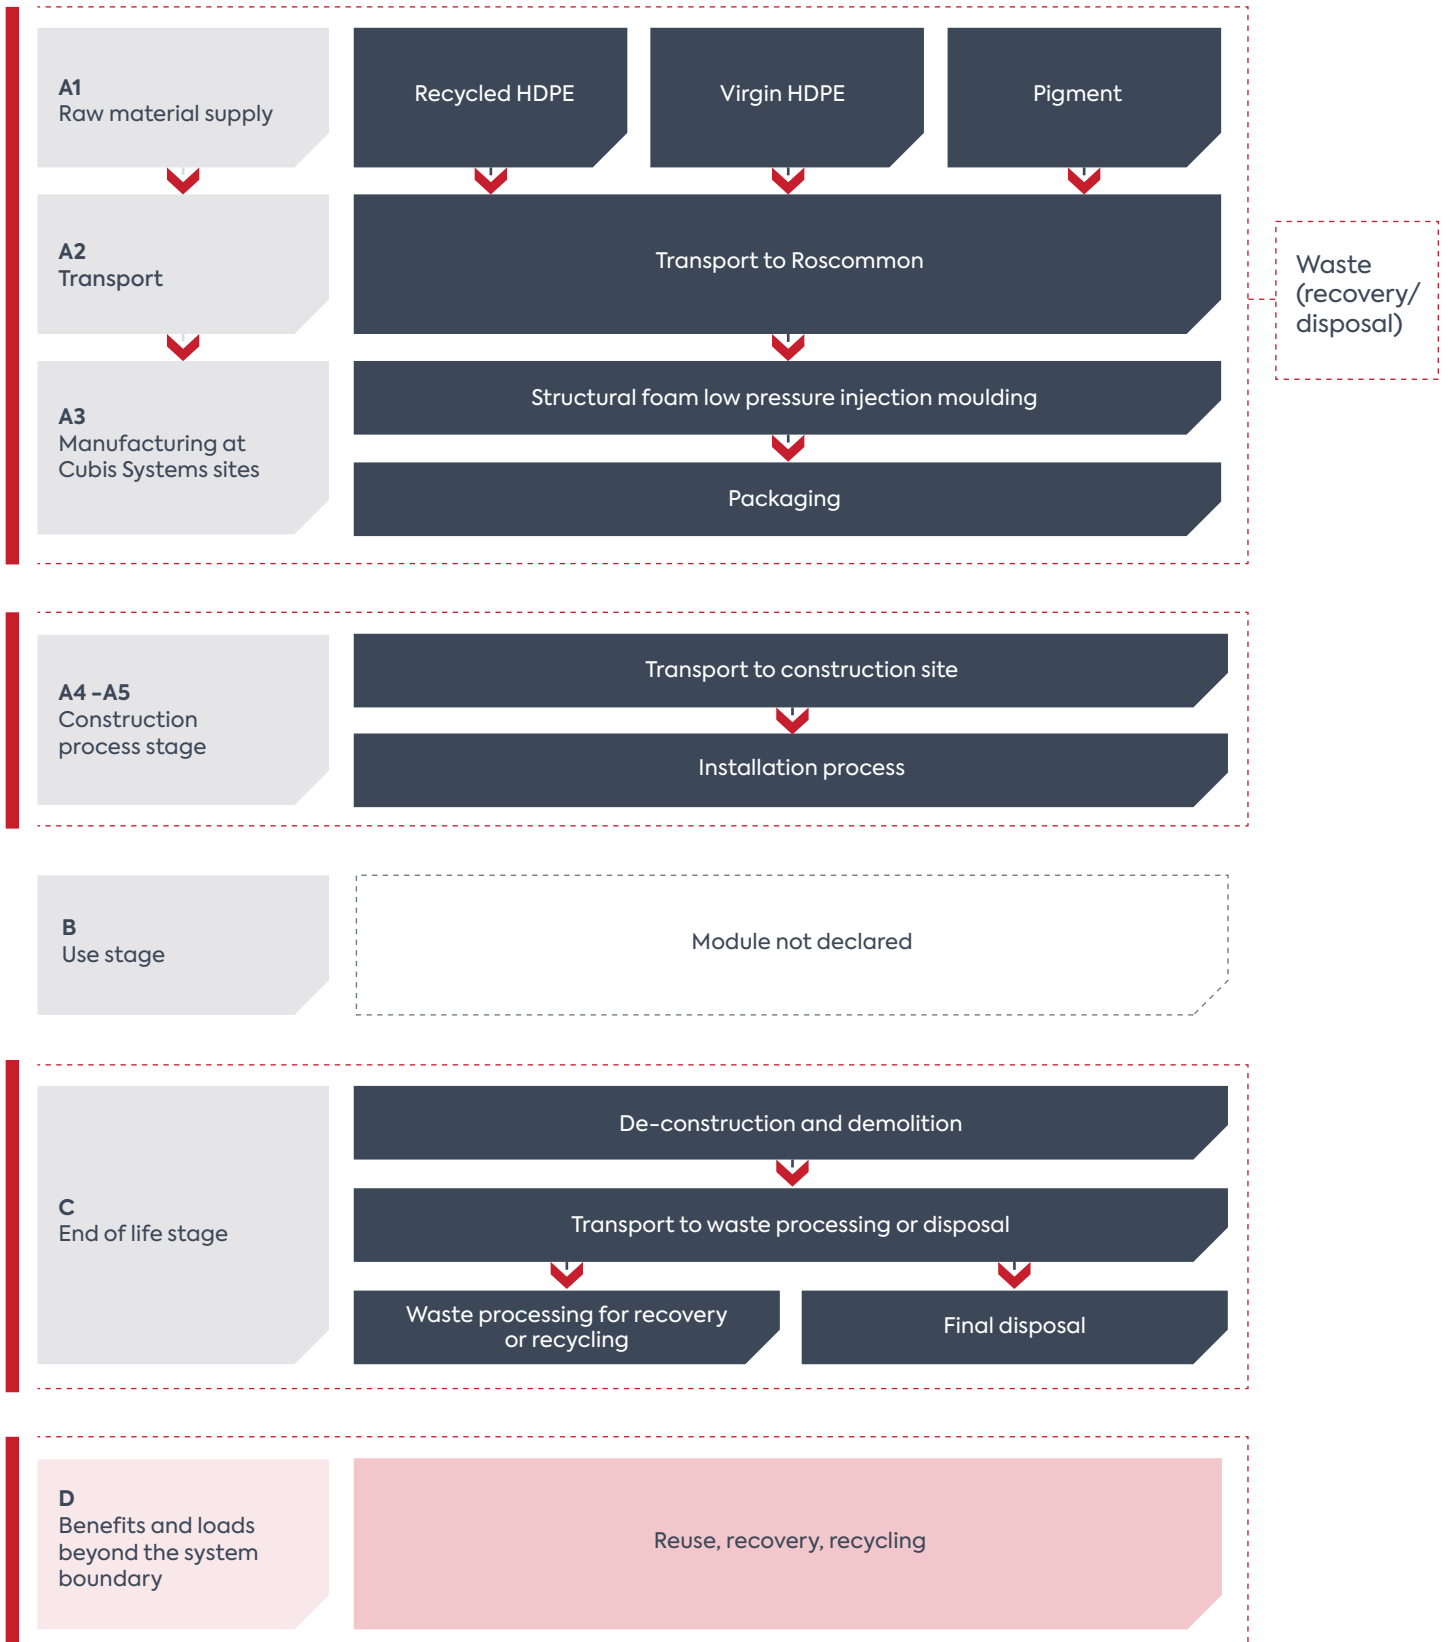 A1
Raw material supply
Recycled HDPE
Virgin HDPE
Pigment
A2
Transport
Transport to Roscommon
Waste
(recovery/
disposal)
A3
Manufacturing at
Cubis Systems sites
Structural foam low pressure injection moulding
Packaging
A4 -A5
Construction
process stage
Transport to construction site
Installation process
B
Use stage
Module not declared
C
End of life stage
De-construction and demolition
Transport to waste processing or disposal
Waste processing for recovery
or recycling
Final disposal
D
Benefits and loads
beyond the system
boundary
Reuse, recovery, recycling